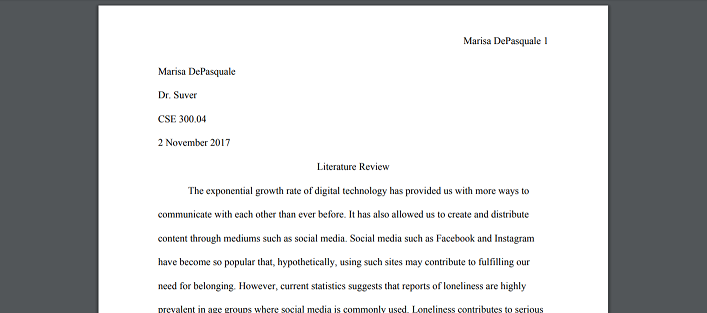 Marisa DePasquale 1
Marisa DePasquale
Dr. Suver
CSE 300.04
2 November 2017
Literature Review
The exponential growth rate of digital technology has provided us with more ways to
communicate with each other than ever before. It has also allowed us to create and distribute
content through mediums such as social media. Social media such as Facebook and Instagram
have become so popular that, hypothetically, using such sites may contribute to fulfilling our
need for belonging. However, current statistics suggests that reports of loneliness are highly
prevalent in age groups where social media is commonly used. Loneliness contributes to serious